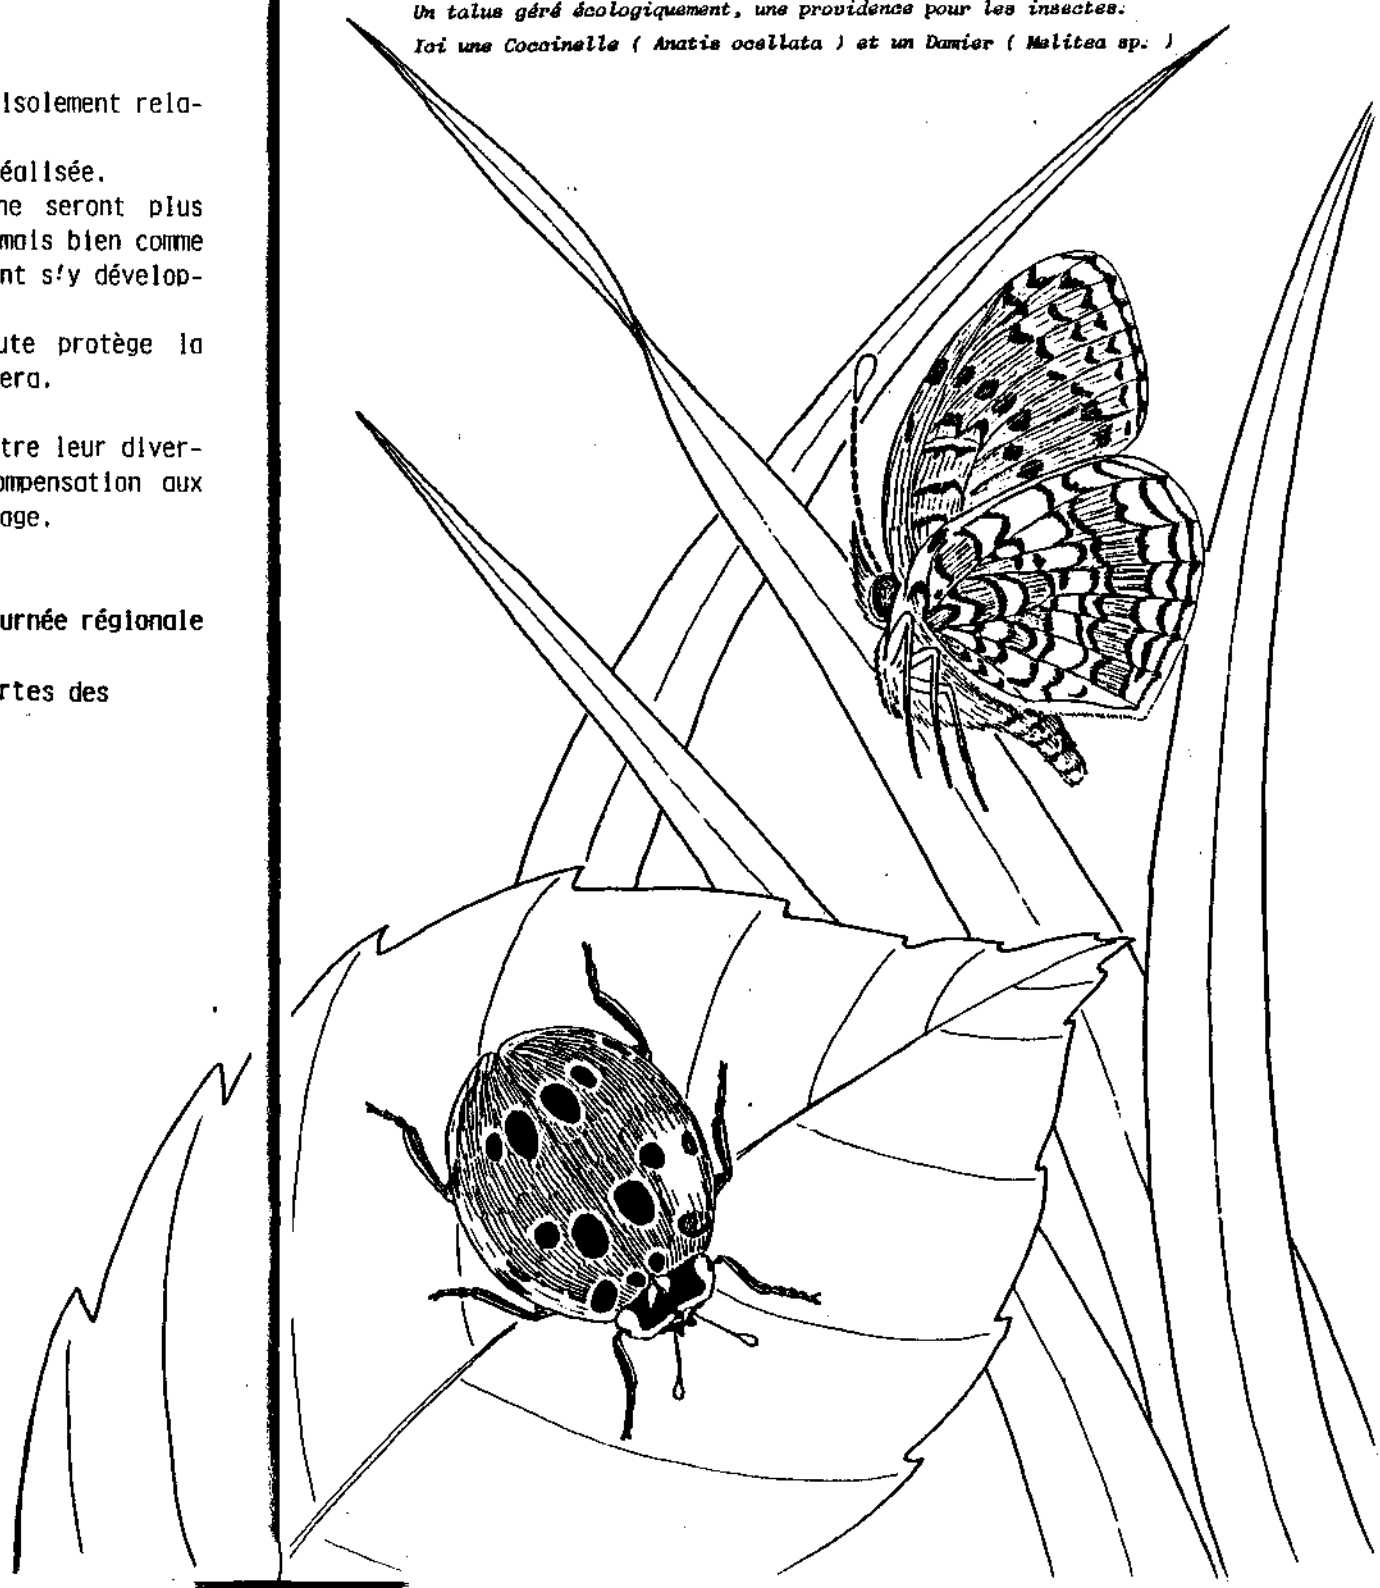 Un talus géré écologiquement, une providence pour les insectes.
Ici une Coccinelle ( Anatis ocellata ) et un Damier ( Melitea sp. )
Isolement rela-
éalisée.
ne seront plus
mais bien comme
nt s'y dévelop-
ute protège la
era.
tre leur diver-
ompensation aux
age.
urnée régionale
rtes des